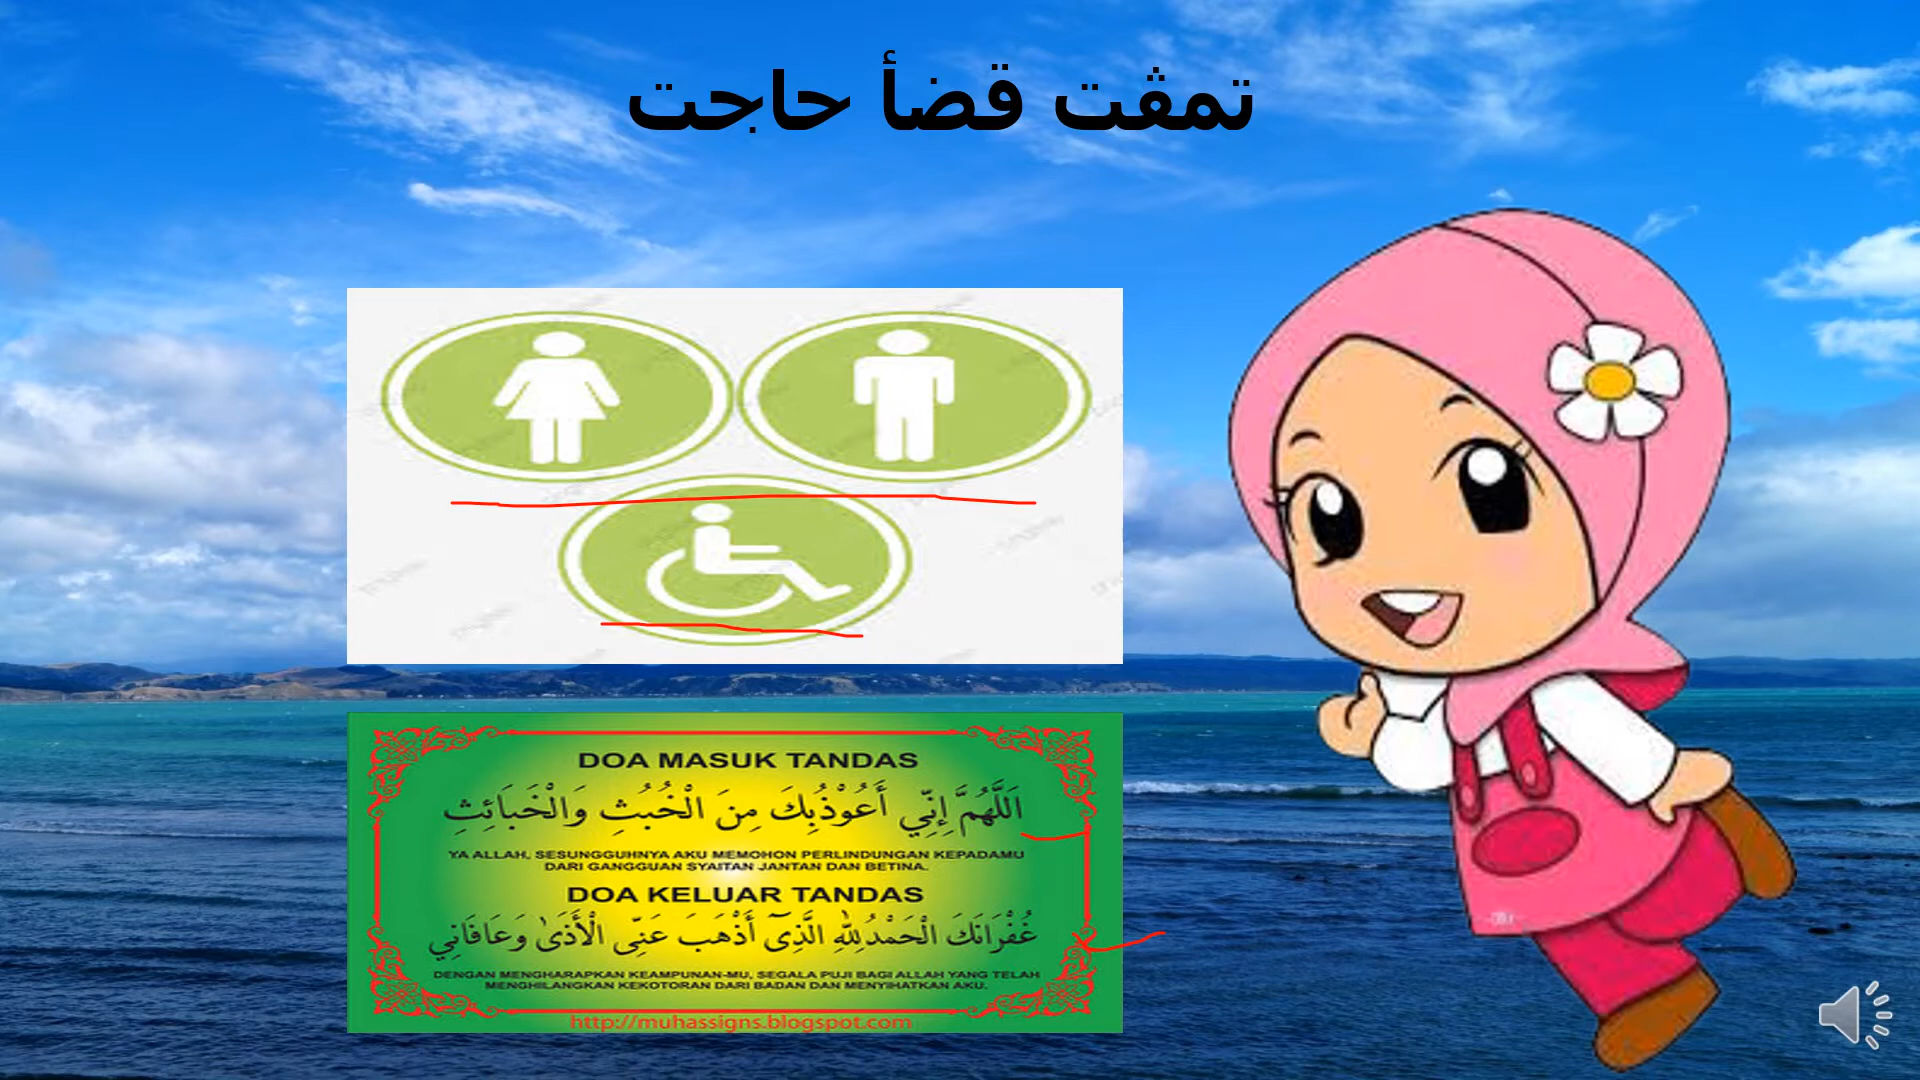 تمڤت قضأ حاجت
DOA MASUK TANDAS
اَللَّهُمَّ إِنِّي أَعُوْذُبِكَ مِنَ الْخُبُثِ وَالْخَبَائِثِ
YA ALLAH, SESUNGGUHNYA AKU MEMOHON PERLINDUNGAN KEPADAMU
DARI GANGGUAN SYAITAN JANTAN DAN BETINA.
DOA KELUAR TANDAS
غُفْرَانَكَ الْحَمْدُلِلّٰهِ الَّذِىٓ أَذْهَبَ عَنِّى الْأَذَىٰ وَعَافَانِي
DENGAN MENGHARAPKAN KEAMPUNAN-MU, SEGALA PUJI BAGI ALLAH YANG TELAH
MENGHILANGKAN KEKOTORAN DARI BADAN DAN MENYIHATKAN AKU.
http://muhassigns.blogspot.com